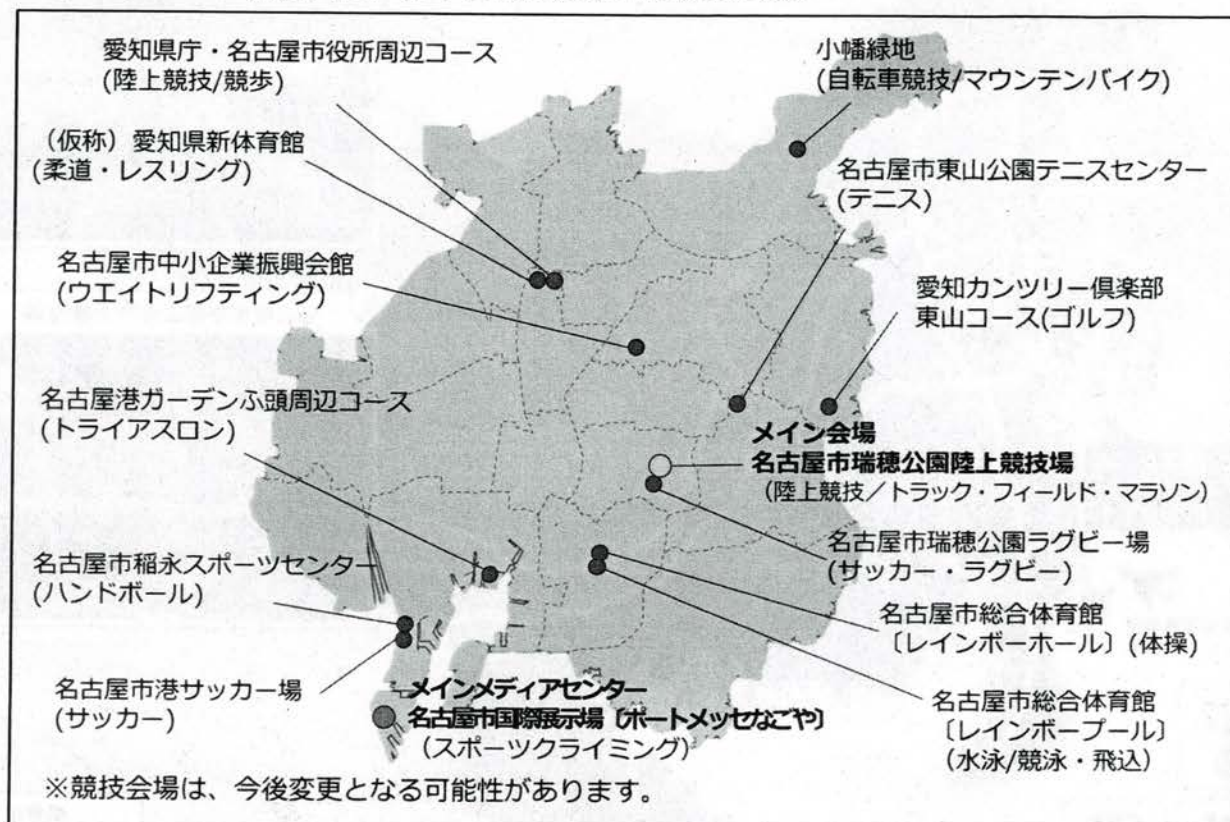 愛知県庁・名古屋市役所周辺コース
(陸上競技/競歩)
小幡緑地
(自転車競技/マウンテンバイク)
(仮称)愛知県新体育館
(柔道・レスリング)
名古屋市東山公園テニスセンター
(テニス)
名古屋市中小企業振興会館
(ウエイトリフティング)
愛知カンツリー倶楽部
東山コース(ゴルフ)
名古屋港ガーデンふ頭周辺コース
(トライアスロン)
メイン会場
名古屋市瑞穂公園陸上競技場
(陸上競技/トラック・フィールド・マラソン)
名古屋市瑞穂公園ラグビー場
(サッカー・ラグビー)
名古屋市稲永スポーツセンター
(ハンドボール)
名古屋市総合体育館
〔レインボーホール〕(体操)
名古屋市港サッカー場
(サッカー)
メインメディアセンター
名古屋市国際展示場〔ポートメッセなごや〕
(スポーツクライミング)
名古屋市総合体育館
〔レインボープール〕
(水泳/競泳・飛込)
※競技会場は、今後変更となる可能性があります。